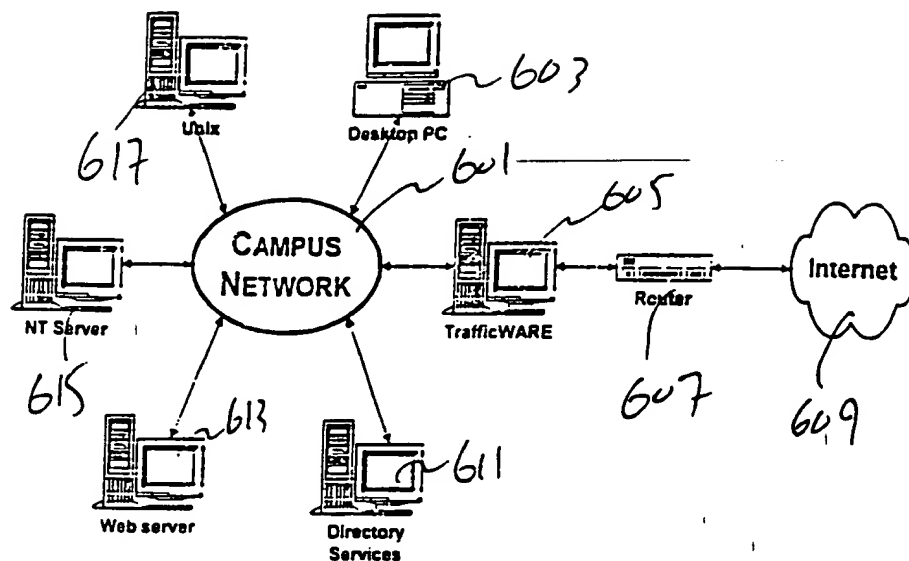 603
Unix
Desktop PC
617
601
605
CAMPUS
NETWORK
Internet
NT Server
TrafficWARE
Router
615
613
607
609
611
Web server
Directory
Services